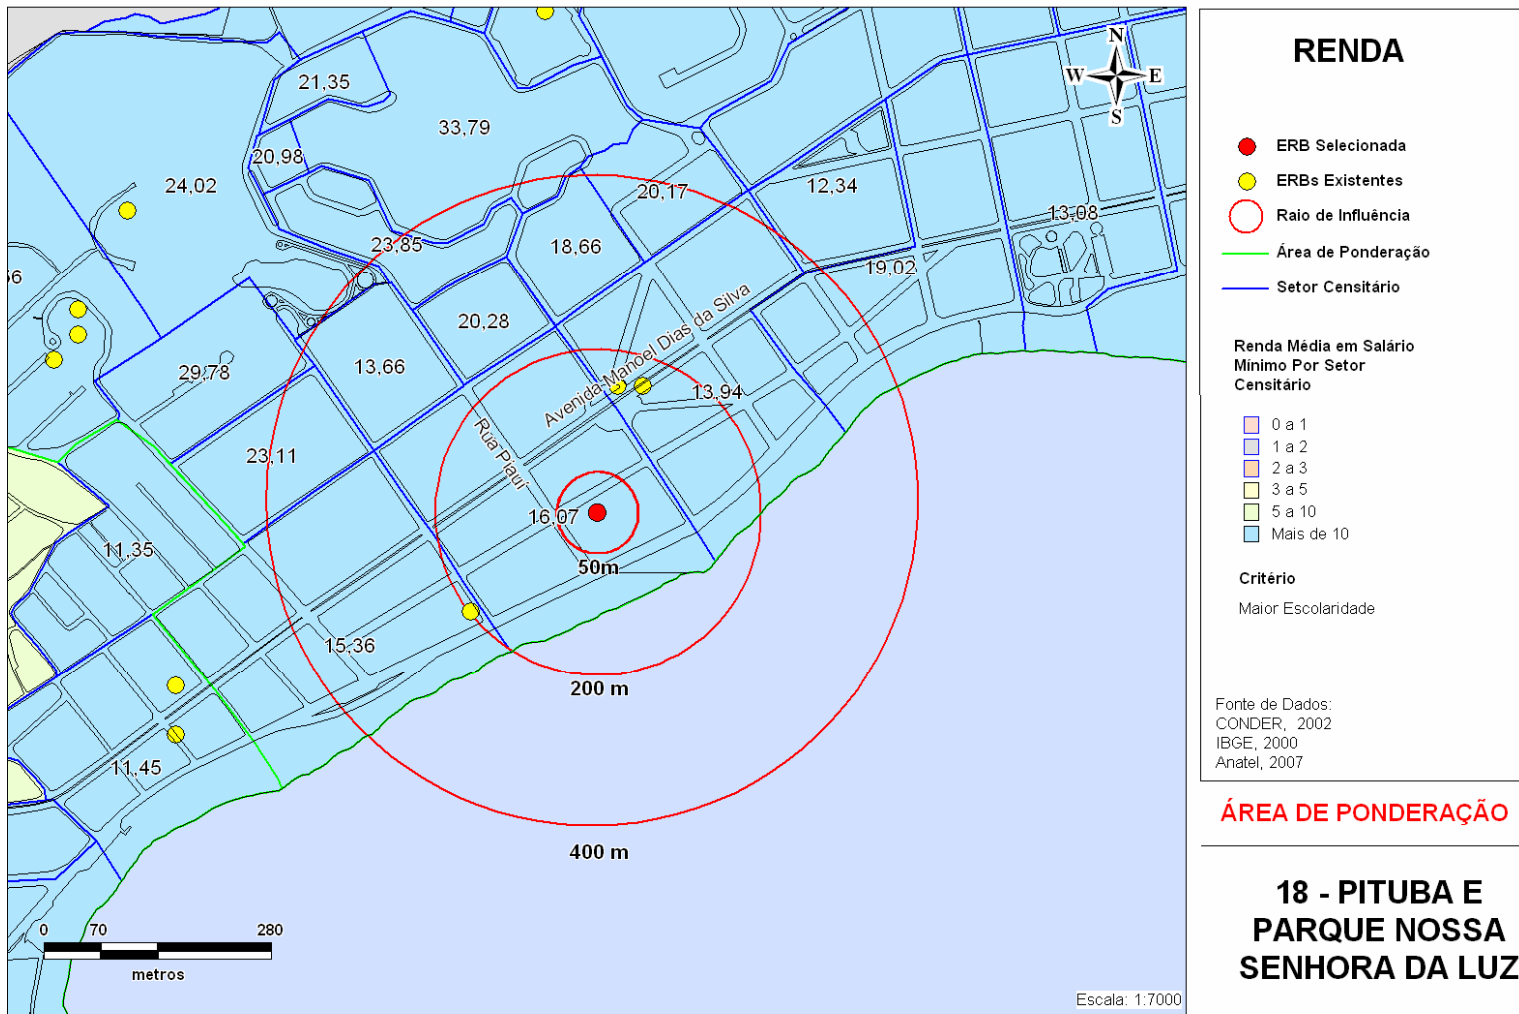 21,35
33,79
20,98
24,02
20,17
12,34
13,08
23,85
18,66
19,02
56
20,28
29,78
13,66
Avenida Manoel Dias da Silva
13,94
Rua Piauí
23,11
16,07
11,35
50m
15,36
200 m
11,45
400 m
0 70 280
metros
Escala: 1:7000
N
W E
S
RENDA
ERB Selecionada
ERBs Existentes
Raio de Influência
Área de Ponderação
Setor Censitário
Renda Média em Salário
Mínimo Por Setor
Censitário
0 a 1
1 a 2
2 a 3
3 a 5
5 a 10
Mais de 10
Critério
Maior Escolaridade
Fonte de Dados:
CONDER, 2002
IBGE, 2000
Anatel, 2007
ÁREA DE PONDERAÇÃO
18 - PITUBA E
PARQUE NOSSA
SENHORA DA LUZ